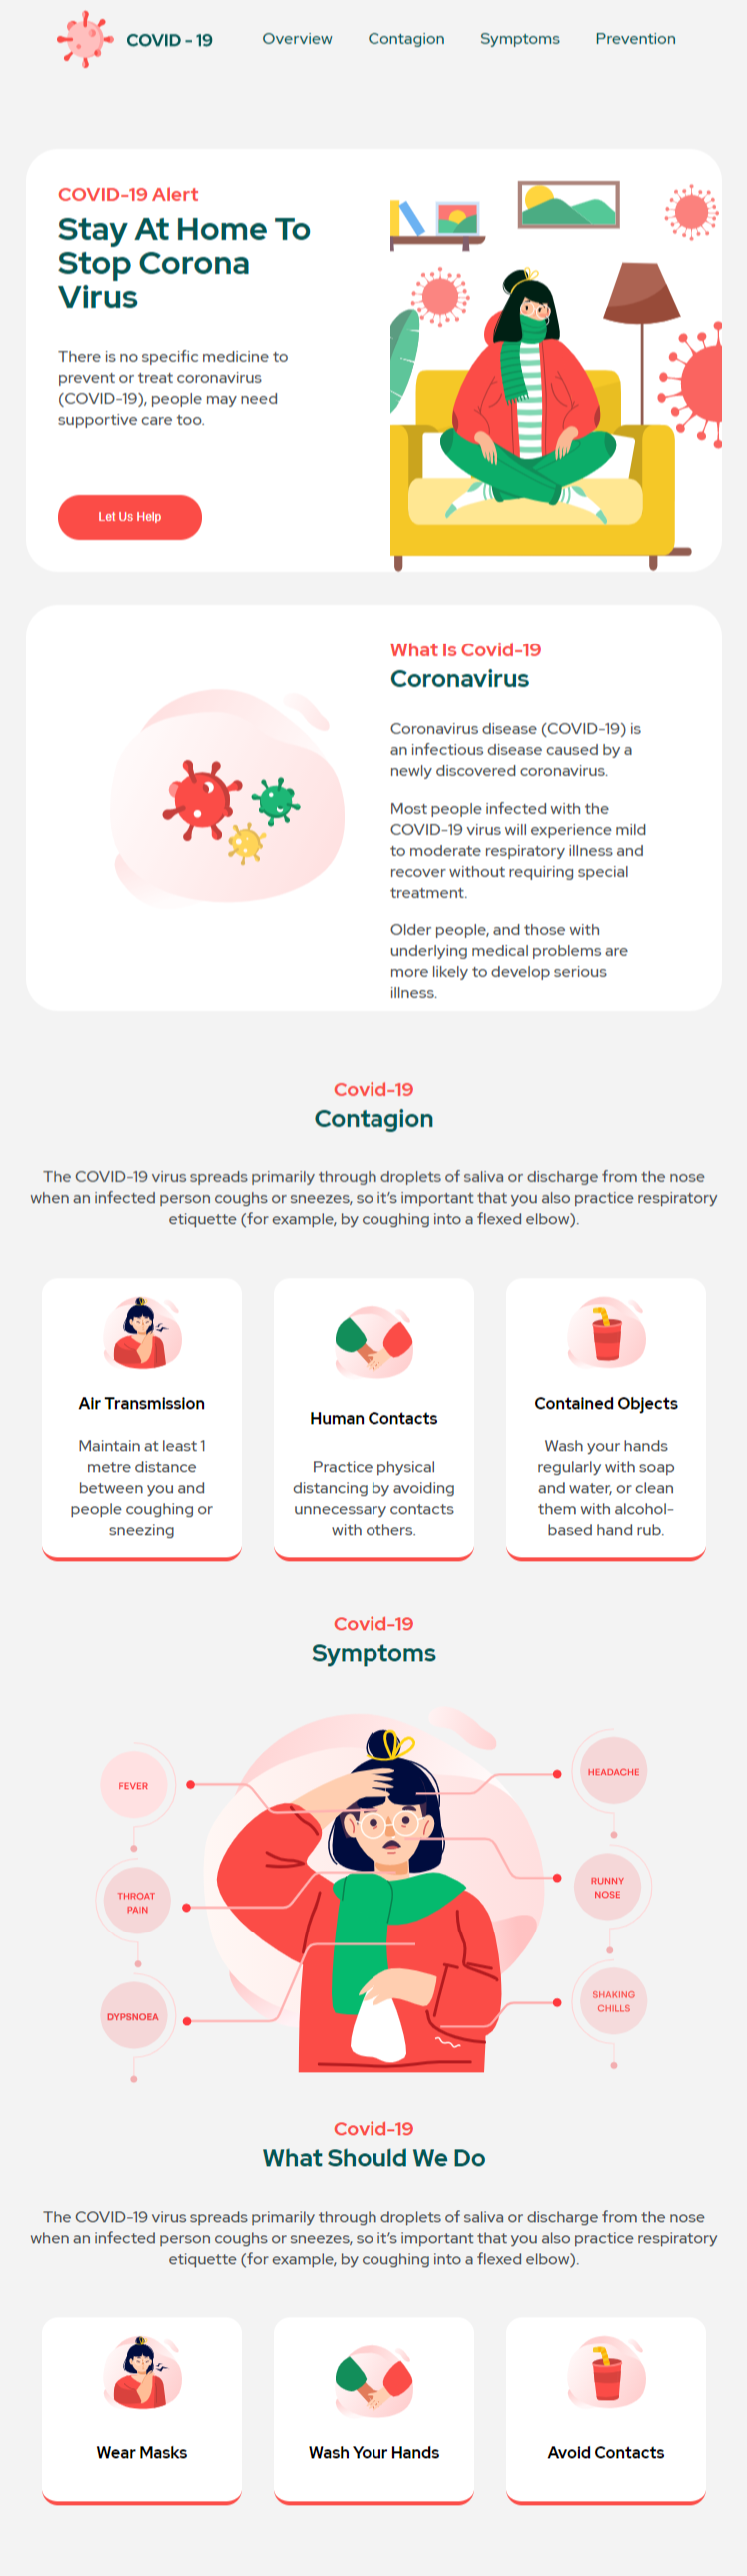 COVID - 19
Overview
Contagion
Symptoms
Prevention
COVID-19 Alert
Stay At Home To
Stop Corona
Virus
There is no specific medicine to
prevent or treat coronavirus
(COVID-19), people may need
supportive care too.
Let Us Help
What Is Covid-19
Coronavirus
Coronavirus disease (COVID-19) is
an infectious disease caused by a
newly discovered coronavirus.
Most people infected with the
COVID-19 virus will experience mild
to moderate respiratory illness and
recover without requiring special
treatment.
Older people, and those with
underlying medical problems are
more likely to develop serious
illness.
Covid-19
Contagion
The COVID-19 virus spreads primarily through droplets of saliva or discharge from the nose
when an infected person coughs or sneezes, so it's important that you also practice respiratory
etiquette (for example, by coughing into a flexed elbow).
Air Transmission
Maintain at least 1
metre distance
between you and
people coughing or
sneezing
Human Contacts
Practice physical
distancing by avoiding
unnecessary contacts
with others.
Contained Objects
Wash your hands
regularly with soap
and water, or clean
them with alcohol-
based hand rub.
Covid-19
Symptoms
FEVER
HEADACHE
THROAT
PAIN
RUNNY
NOSE
DYPSNOEA
SHAKING
CHILLS
Covid-19
What Should We Do
The COVID-19 virus spreads primarily through droplets of saliva or discharge from the nose
when an infected person coughs or sneezes, so it's important that you also practice respiratory
etiquette (for example, by coughing into a flexed elbow).
Wear Masks
Wash Your Hands
Avoid Contacts